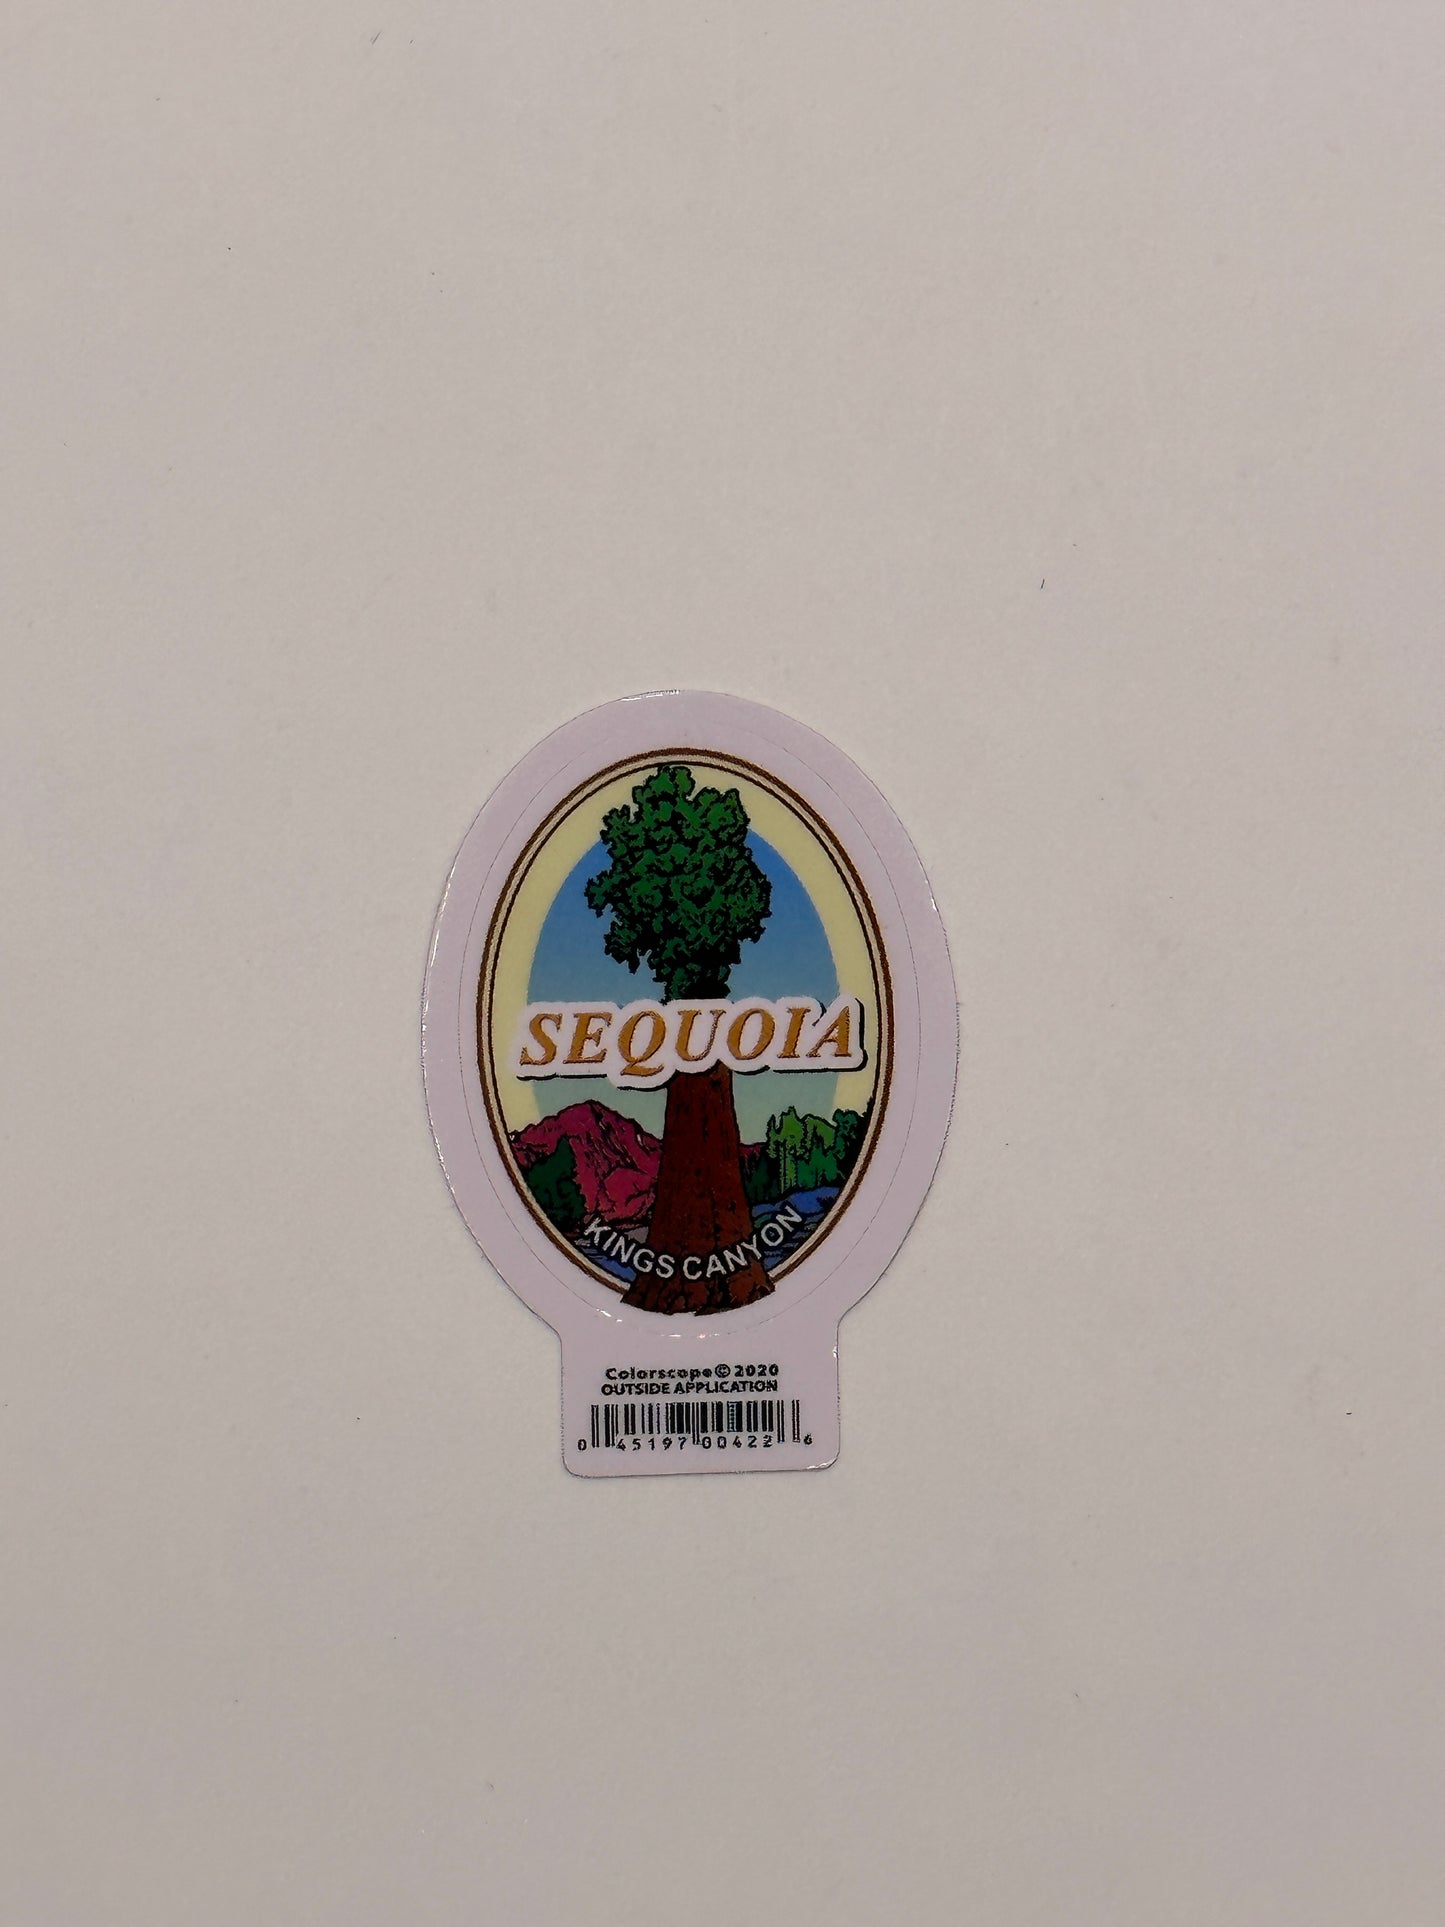 SEQUOIA
KINGS CANYON
Colorscope©2020
OUTSIDE APPLICATION
0 45197 00422 6